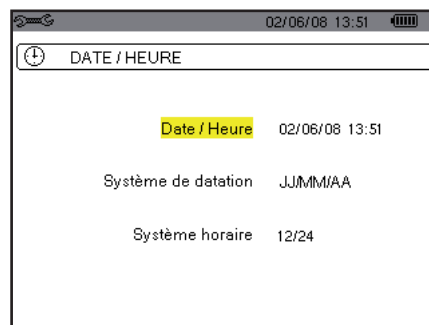 02/06/08 13:51
DATE / HEURE
Date / Heure 02/06/08 13:51
Système de datation JJ/MM/AA
Système horaire 12/24